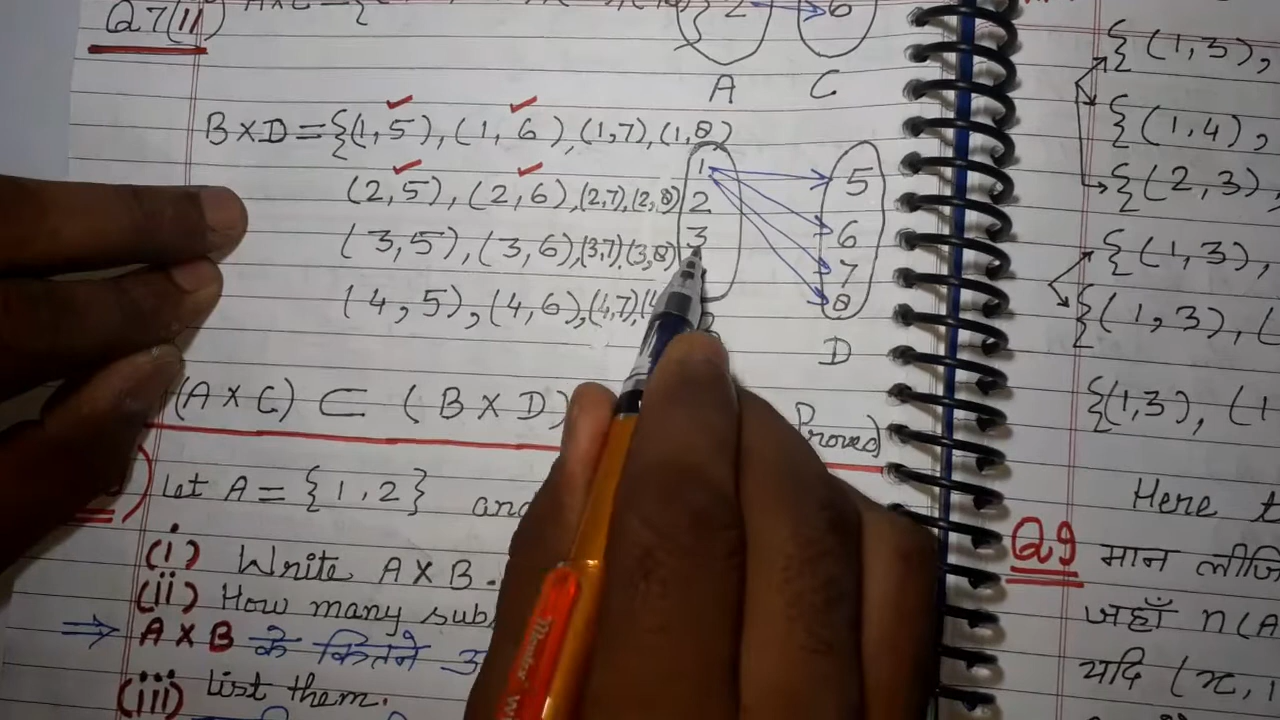 Q7(ii)
2 6
A C
B×D={(1,5),(1,6),(1,7),(1,8)
(2,5),(2,6),(2,7),(2,8)
(3,5),(3,6),(3,7),(3,8)
(4,5),(4,6),(4,7),
1 5
2 6
3 7
8
D
(A×C) ⊂ (B×D)
Proved)
Let A={1,2} and
(i) Write A×B.
(ii) How many
⇒ A×B के कितने
(iii) List them.
{(1,3),
{(1,4),
{(2,3),
{(1,3),
{(1,3),
{(1,3),
Here
Q9 मान
जहाँ n(A
यदि (x,